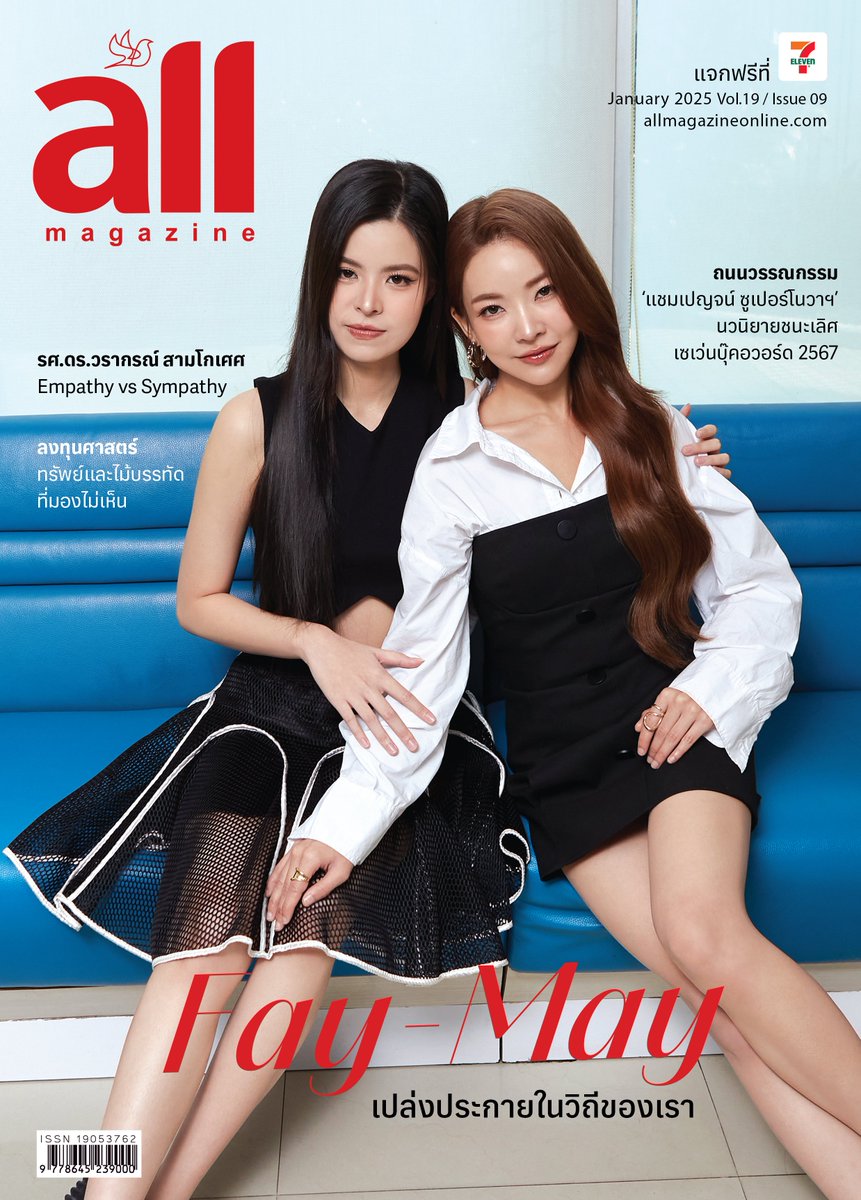 all
magazine
แจกฟรีที่
7
ELEVEN
January 2025 Vol.19 / Issue 09
allmagazineonline.com
ถนนวรรณกรรม
‘แชมเปญจน์ ซูเปอร์โนวาฯ’
นวนิยายชนะเลิศ
เซเว่นบุ๊คอวอร์ด 2567
รศ.ดร.วรากรณ์ สามโกเศศ
Empathy vs Sympathy
ลงทุนศาสตร์
ทรัพย์และไม้บรรทัด
ที่มองไม่เห็น
Fay-May
เปล่งประกายในวิถีของเรา
ISSN 19053762
9 778645 239000